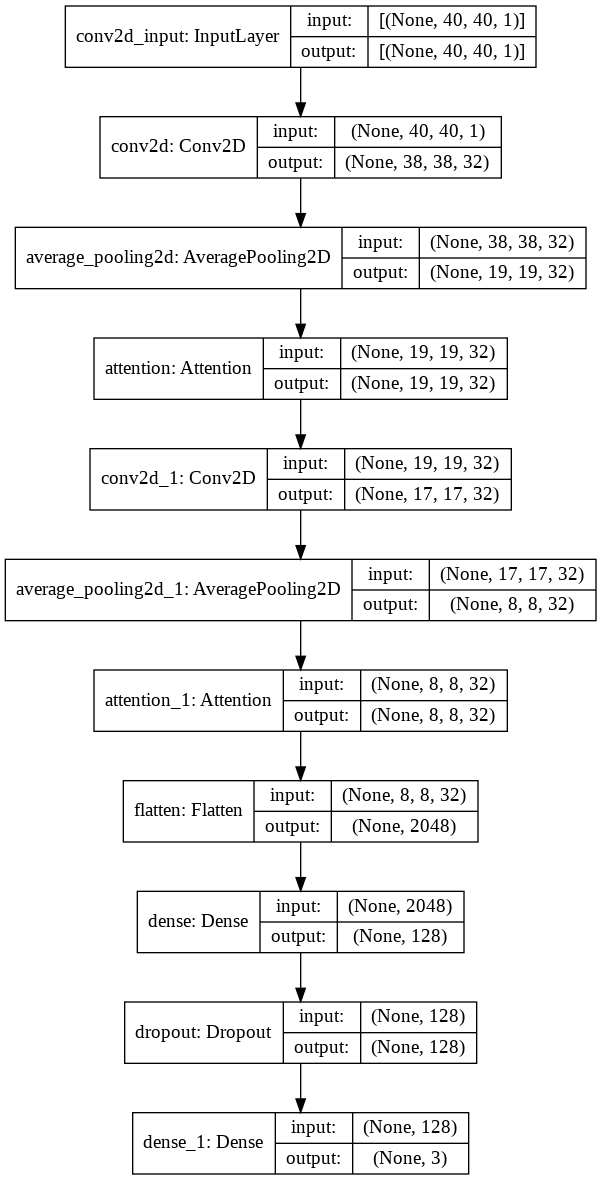 conv2d_input: InputLayer
input:
[(None, 40, 40, 1)]
output:
[(None, 40, 40, 1)]
conv2d: Conv2D
input:
(None, 40, 40, 1)
output:
(None, 38, 38, 32)
average_pooling2d: AveragePooling2D
input:
(None, 38, 38, 32)
output:
(None, 19, 19, 32)
attention: Attention
input:
(None, 19, 19, 32)
output:
(None, 19, 19, 32)
conv2d_1: Conv2D
input:
(None, 19, 19, 32)
output:
(None, 17, 17, 32)
average_pooling2d_1: AveragePooling2D
input:
(None, 17, 17, 32)
output:
(None, 8, 8, 32)
attention_1: Attention
input:
(None, 8, 8, 32)
output:
(None, 8, 8, 32)
flatten: Flatten
input:
(None, 8, 8, 32)
output:
(None, 2048)
dense: Dense
input:
(None, 2048)
output:
(None, 128)
dropout: Dropout
input:
(None, 128)
output:
(None, 128)
dense_1: Dense
input:
(None, 128)
output:
(None, 3)